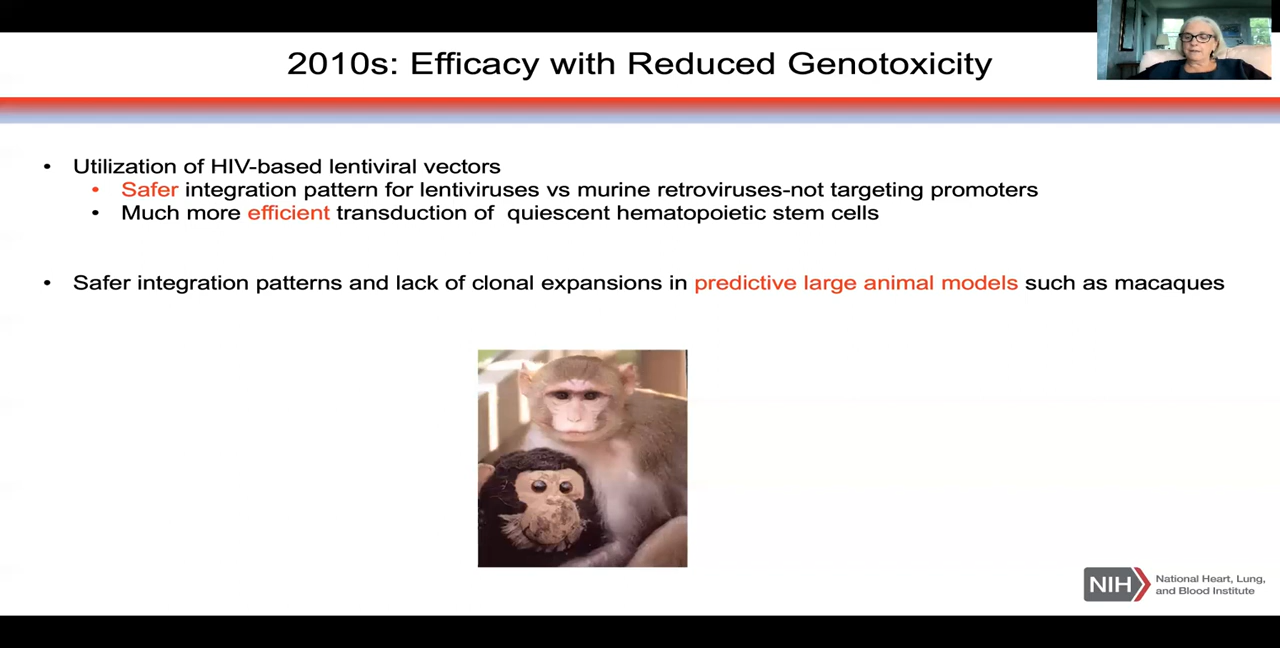 2010s: Efficacy with Reduced Genotoxicity
• Utilization of HIV-based lentiviral vectors
• Safer integration pattern for lentiviruses vs murine retroviruses-not targeting promoters
• Much more efficient transduction of quiescent hematopoietic stem cells
• Safer integration patterns and lack of clonal expansions in predictive large animal models such as macaques
NIH National Heart, Lung,
and Blood Institute